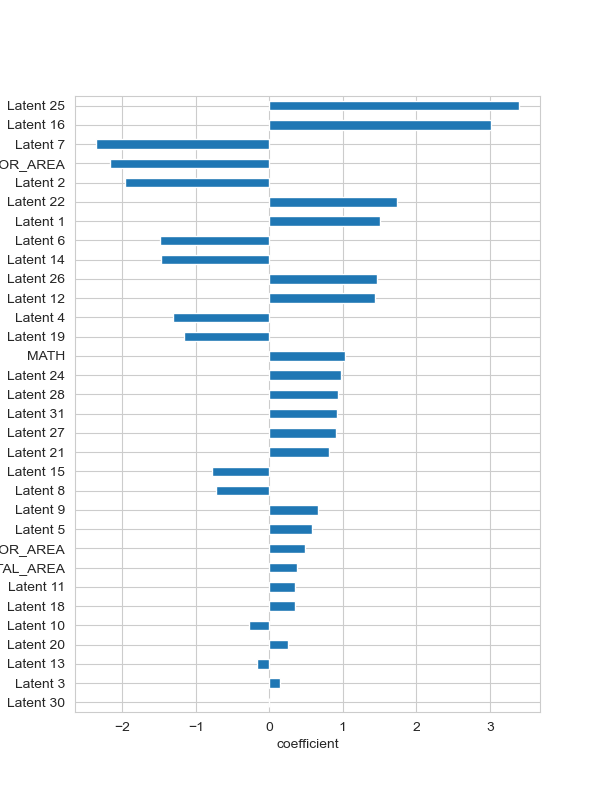 Latent 25
Latent 16
Latent 7
OR_AREA
Latent 2
Latent 22
Latent 1
Latent 6
Latent 14
Latent 26
Latent 12
Latent 4
Latent 19
MATH
Latent 24
Latent 28
Latent 31
Latent 27
Latent 21
Latent 15
Latent 8
Latent 9
Latent 5
OR_AREA
TAL_AREA
Latent 11
Latent 18
Latent 10
Latent 20
Latent 13
Latent 3
Latent 30
−2 −1 0 1 2 3
coefficient